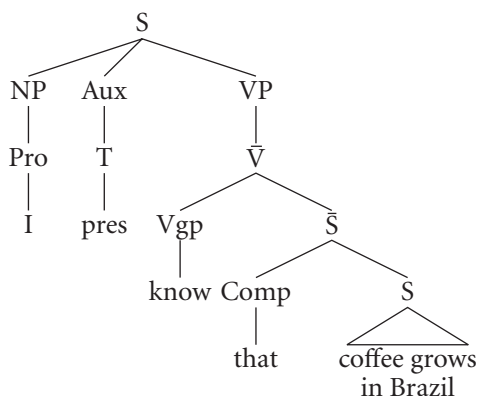 S
NP Aux VP
Pro T V̄
I pres Vgp S̄
know Comp S
that coffee grows
in Brazil